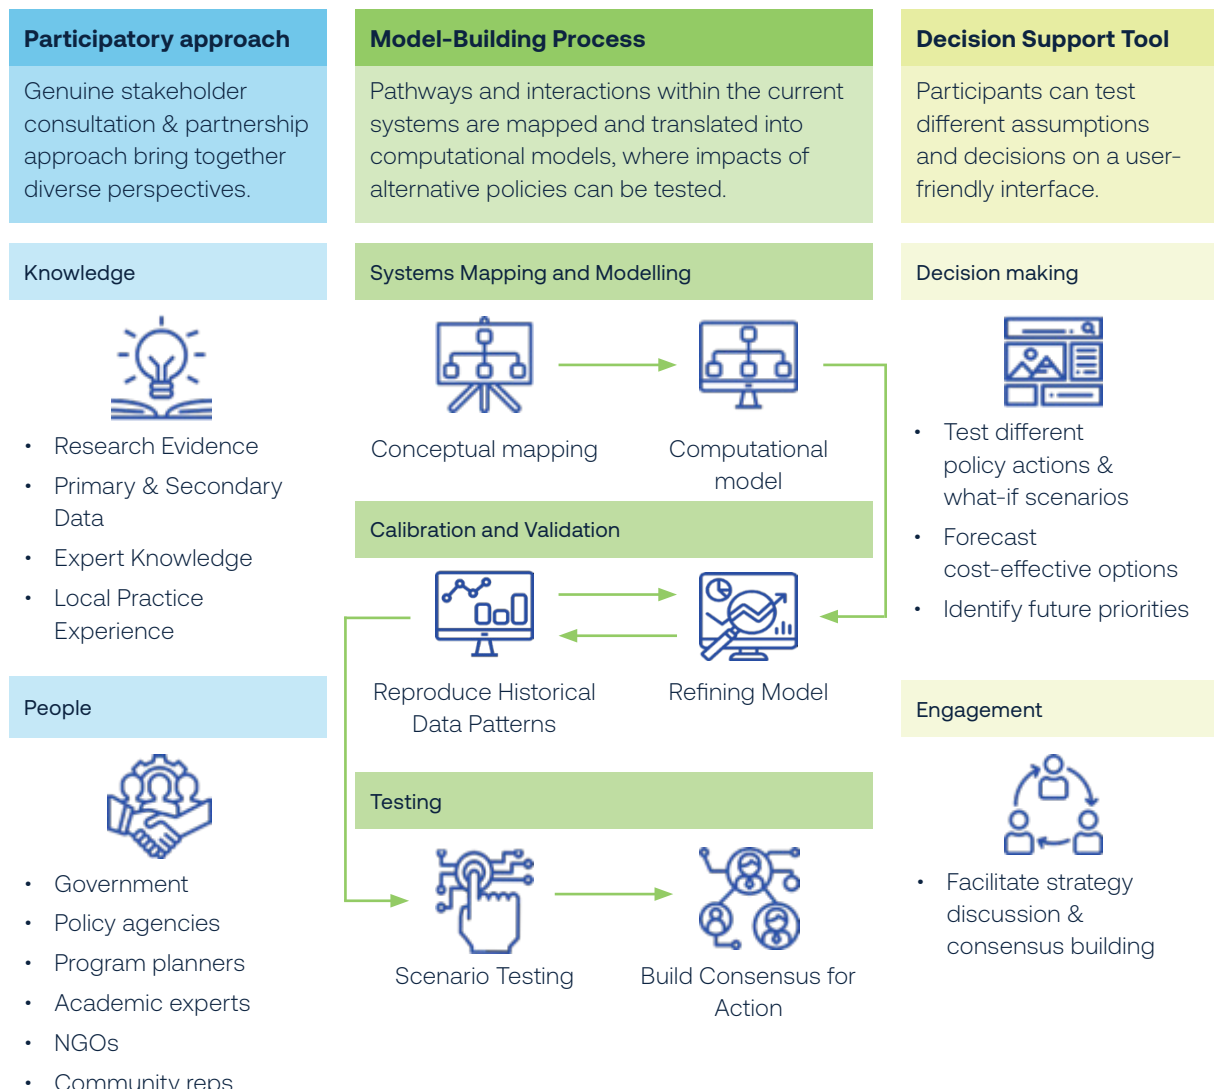 Participatory approach
Genuine stakeholder
consultation & partnership
approach bring together
diverse perspectives.
Knowledge
• Research Evidence
• Primary & Secondary
Data
• Expert Knowledge
• Local Practice
Experience
People
• Government
• Policy agencies
• Program planners
• Academic experts
• NGOs
• Community reps
Model-Building Process
Pathways and interactions within the current
systems are mapped and translated into
computational models, where impacts of
alternative policies can be tested.
Systems Mapping and Modelling
Conceptual mapping
Computational
model
Calibration and Validation
Reproduce Historical
Data Patterns
Refining Model
Testing
Scenario Testing
Build Consensus for
Action
Decision Support Tool
Participants can test
different assumptions
and decisions on a user-
friendly interface.
Decision making
• Test different
policy actions &
what-if scenarios
• Forecast
cost-effective options
• Identify future priorities
Engagement
• Facilitate strategy
discussion &
consensus building